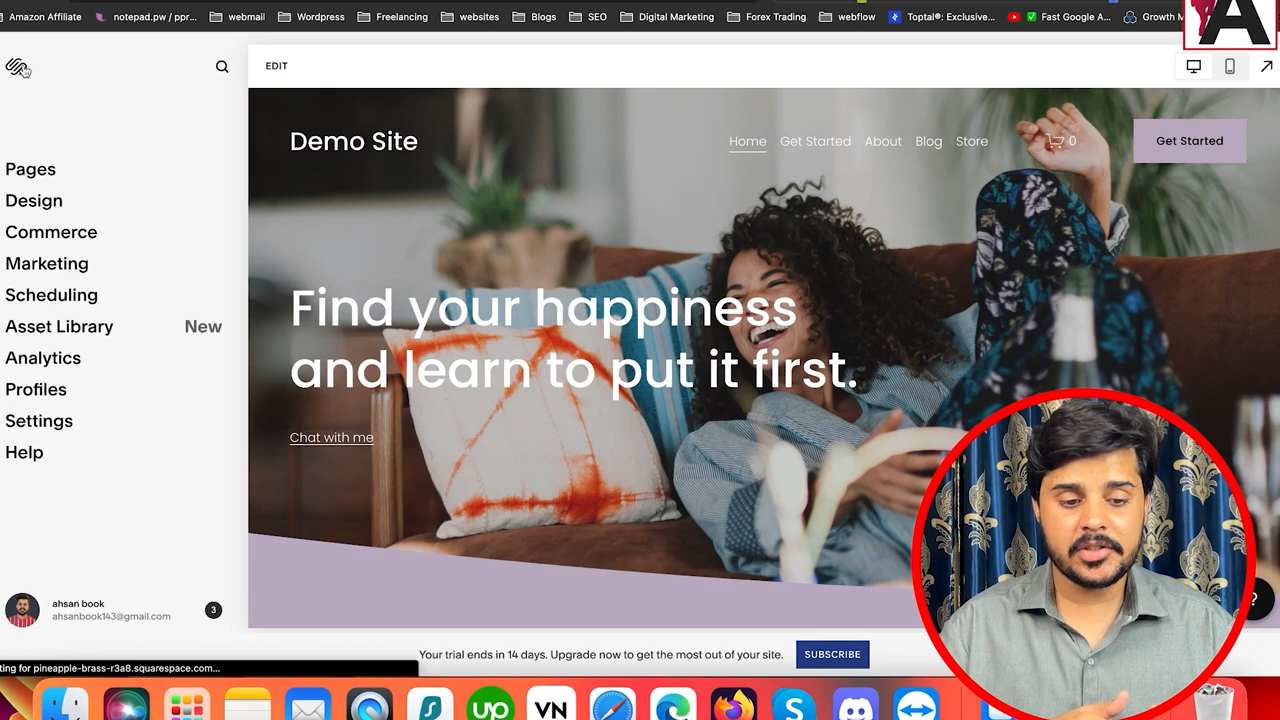 Amazon Affiliate notepad.pw / ppr... webmail Wordpress Freelancing websites Blogs SEO Digital Marketing Forex Trading webflow Toptal®: Exclusive... Fast Google A... Growth M
A
EDIT
Demo Site
Home Get Started About Blog Store 0 Get Started
Pages
Design
Commerce
Marketing
Scheduling
Asset Library New
Analytics
Profiles
Settings
Help
Find your happiness
and learn to put it first.
Chat with me
ahsan book
ahsanbook143@gmail.com
3
?
Your trial ends in 14 days. Upgrade now to get the most out of your site. SUBSCRIBE
ting for pineapple-brass-r3a8.squarespace.com...
up VN S